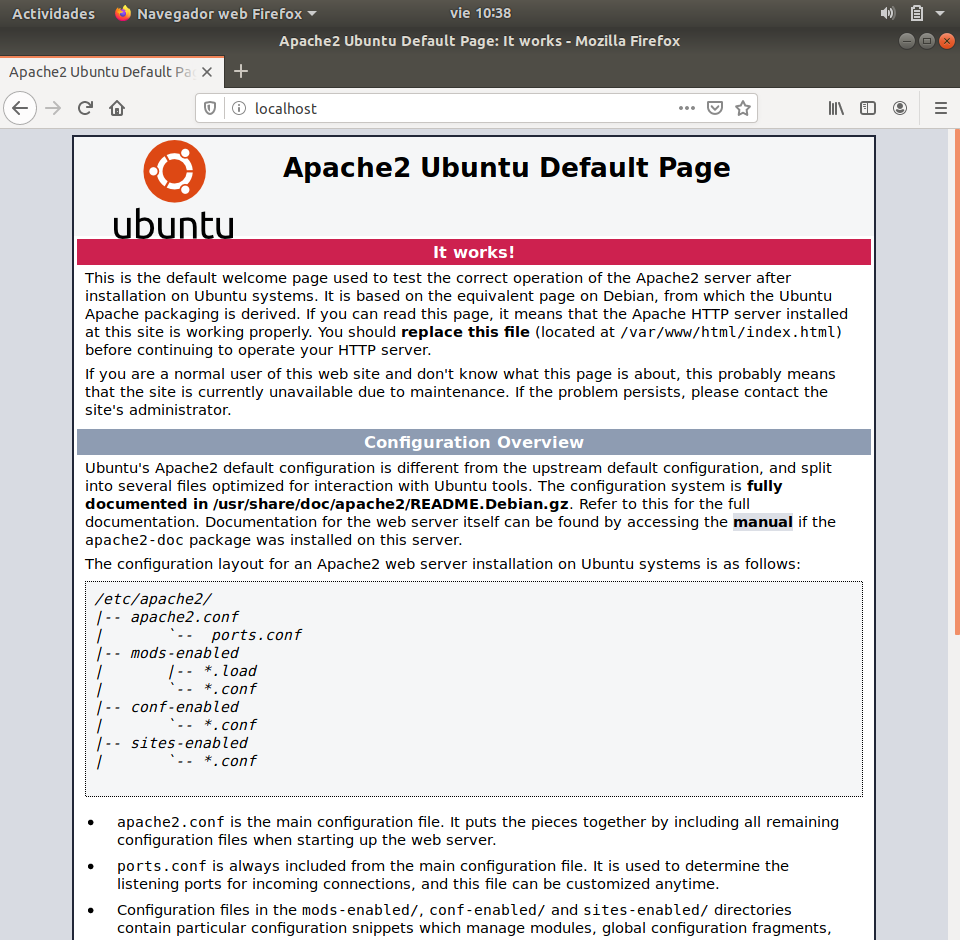 Actividades Navegador web Firefox vie 10:38
Apache2 Ubuntu Default Page: It works - Mozilla Firefox
Apache2 Ubuntu Default Pa
localhost
ubuntu
Apache2 Ubuntu Default Page
It works!
This is the default welcome page used to test the correct operation of the Apache2 server after
installation on Ubuntu systems. It is based on the equivalent page on Debian, from which the Ubuntu
Apache packaging is derived. If you can read this page, it means that the Apache HTTP server installed
at this site is working properly. You should replace this file (located at /var/www/html/index.html)
before continuing to operate your HTTP server.
If you are a normal user of this web site and don't know what this page is about, this probably means
that the site is currently unavailable due to maintenance. If the problem persists, please contact the
site's administrator.
Configuration Overview
Ubuntu's Apache2 default configuration is different from the upstream default configuration, and split
into several files optimized for interaction with Ubuntu tools. The configuration system is fully
documented in /usr/share/doc/apache2/README.Debian.gz. Refer to this for the full
documentation. Documentation for the web server itself can be found by accessing the manual if the
apache2-doc package was installed on this server.
The configuration layout for an Apache2 web server installation on Ubuntu systems is as follows:
/etc/apache2/
|-- apache2.conf
|       `--  ports.conf
|-- mods-enabled
|       |-- *.load
|       `-- *.conf
|-- conf-enabled
|       `-- *.conf
|-- sites-enabled
|       `-- *.conf
• apache2.conf is the main configuration file. It puts the pieces together by including all remaining
configuration files when starting up the web server.
• ports.conf is always included from the main configuration file. It is used to determine the
listening ports for incoming connections, and this file can be customized anytime.
• Configuration files in the mods-enabled/, conf-enabled/ and sites-enabled/ directories
contain particular configuration snippets which manage modules, global configuration fragments,